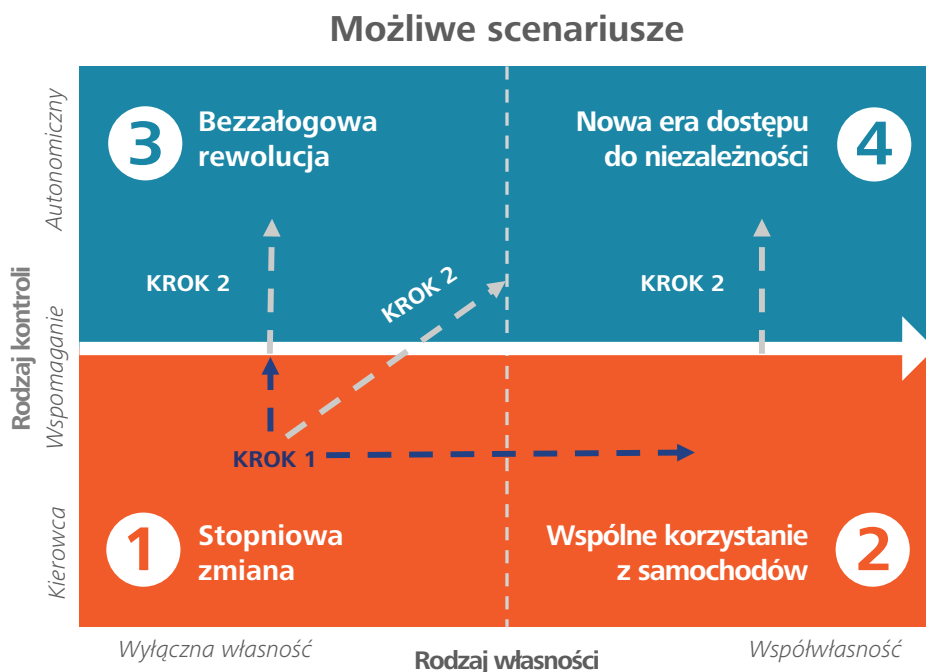 Możliwe scenariusze
Autonomiczny
Wspomaganie
Kierowca
Rodzaj kontroli
3
Bezzałogowa
rewolucja
Nowa era dostępu
do niezależności
4
KROK 2
KROK 2
KROK 2
KROK 1
1
Stopniowa
zmiana
Wspólne korzystanie
z samochodów
2
Wyłączna własność
Rodzaj własności
Współwłasność